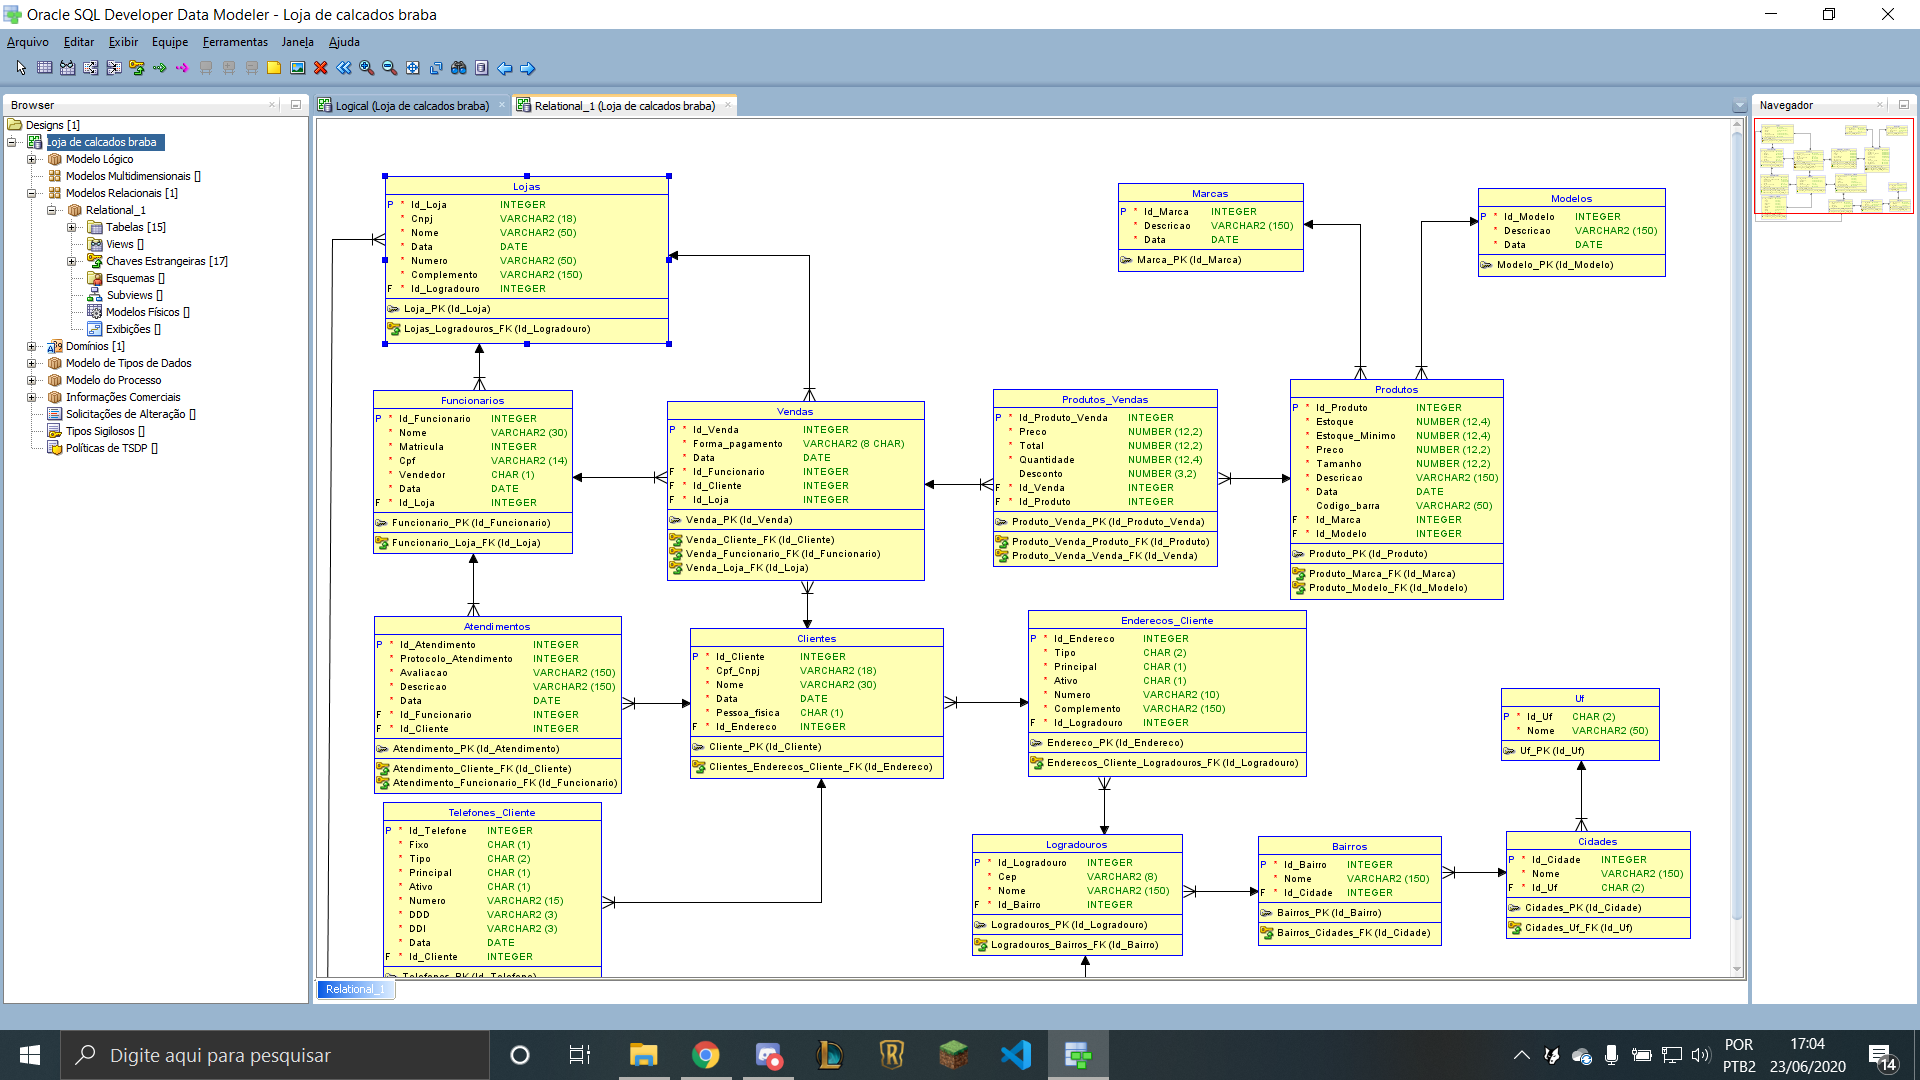 Oracle SQL Developer Data Modeler - Loja de calcados braba
Arquivo Editar Exibir Equipe Ferramentas Janela Ajuda
Browser
Designs [1]
Loja de calcados braba
Modelo Lógico
Modelos Multidimensionais []
Modelos Relacionais [1]
Relational_1
Tabelas [15]
Views []
Chaves Estrangeiras [17]
Esquemas []
Subviews []
Modelos Físicos []
Exibições []
Domínios [1]
Modelo de Tipos de Dados
Modelo do Processo
Informações Comerciais
Solicitações de Alteração []
Tipos Sigilosos []
Políticas de TSDP []
Logical (Loja de calcados braba)
Relational_1 (Loja de calcados braba)
Navegador
Lojas
P * Id_Loja INTEGER
* Cnpj VARCHAR2 (18)
* Nome VARCHAR2 (50)
* Data DATE
* Numero VARCHAR2 (50)
* Complemento VARCHAR2 (150)
F * Id_Logradouro INTEGER
Loja_PK (Id_Loja)
Lojas_Logradouros_FK (Id_Logradouro)
Marcas
P * Id_Marca INTEGER
* Descricao VARCHAR2 (150)
* Data DATE
Marca_PK (Id_Marca)
Modelos
P * Id_Modelo INTEGER
* Descricao VARCHAR2 (150)
* Data DATE
Modelo_PK (Id_Modelo)
Funcionarios
P * Id_Funcionario INTEGER
* Nome VARCHAR2 (30)
* Matricula INTEGER
* Cpf VARCHAR2 (14)
* Vendedor CHAR (1)
* Data DATE
F * Id_Loja INTEGER
Funcionario_PK (Id_Funcionario)
Funcionario_Loja_FK (Id_Loja)
Vendas
P * Id_Venda INTEGER
* Forma_pagamento VARCHAR2 (8 CHAR)
* Data DATE
F * Id_Funcionario INTEGER
F * Id_Cliente INTEGER
F * Id_Loja INTEGER
Venda_PK (Id_Venda)
Venda_Cliente_FK (Id_Cliente)
Venda_Funcionario_FK (Id_Funcionario)
Venda_Loja_FK (Id_Loja)
Produtos_Vendas
P * Id_Produto_Venda INTEGER
* Preco NUMBER (12,2)
* Total NUMBER (12,2)
* Quantidade NUMBER (12,4)
Desconto NUMBER (3,2)
F * Id_Venda INTEGER
F * Id_Produto INTEGER
Produto_Venda_PK (Id_Produto_Venda)
Produto_Venda_Produto_FK (Id_Produto)
Produto_Venda_Venda_FK (Id_Venda)
Produtos
P * Id_Produto INTEGER
* Estoque NUMBER (12,4)
* Estoque_Minimo NUMBER (12,4)
* Preco NUMBER (12,2)
* Tamanho NUMBER (12,2)
* Descricao VARCHAR2 (150)
* Data DATE
Codigo_barra VARCHAR2 (50)
F * Id_Marca INTEGER
F * Id_Modelo INTEGER
Produto_PK (Id_Produto)
Produto_Marca_FK (Id_Marca)
Produto_Modelo_FK (Id_Modelo)
Atendimentos
P * Id_Atendimento INTEGER
* Protocolo_Atendimento INTEGER
* Avaliacao VARCHAR2 (150)
* Descricao VARCHAR2 (150)
* Data DATE
F * Id_Funcionario INTEGER
F * Id_Cliente INTEGER
Atendimento_PK (Id_Atendimento)
Atendimento_Cliente_FK (Id_Cliente)
Atendimento_Funcionario_FK (Id_Funcionario)
Clientes
P * Id_Cliente INTEGER
* Cpf_Cnpj VARCHAR2 (18)
* Nome VARCHAR2 (30)
* Data DATE
* Pessoa_fisica CHAR (1)
F * Id_Endereco INTEGER
Cliente_PK (Id_Cliente)
Clientes_Enderecos_Cliente_FK (Id_Endereco)
Enderecos_Cliente
P * Id_Endereco INTEGER
* Tipo CHAR (2)
* Principal CHAR (1)
* Ativo CHAR (1)
* Numero VARCHAR2 (10)
* Complemento VARCHAR2 (150)
F * Id_Logradouro INTEGER
Endereco_PK (Id_Endereco)
Enderecos_Cliente_Logradouros_FK (Id_Logradouro)
Uf
P * Id_Uf CHAR (2)
* Nome VARCHAR2 (50)
Uf_PK (Id_Uf)
Telefones_Cliente
P * Id_Telefone INTEGER
* Fixo CHAR (1)
* Tipo CHAR (2)
* Principal CHAR (1)
* Ativo CHAR (1)
* Numero VARCHAR2 (15)
* DDD VARCHAR2 (3)
* DDI VARCHAR2 (3)
* Data DATE
F * Id_Cliente INTEGER
Telefones_PK (Id_Telefone)
Logradouros
P * Id_Logradouro INTEGER
* Cep VARCHAR2 (8)
* Nome VARCHAR2 (150)
F * Id_Bairro INTEGER
Logradouros_PK (Id_Logradouro)
Logradouros_Bairros_FK (Id_Bairro)
Bairros
P * Id_Bairro INTEGER
* Nome VARCHAR2 (150)
F * Id_Cidade INTEGER
Bairros_PK (Id_Bairro)
Bairros_Cidades_FK (Id_Cidade)
Cidades
P * Id_Cidade INTEGER
* Nome VARCHAR2 (150)
F * Id_Uf CHAR (2)
Cidades_PK (Id_Cidade)
Cidades_Uf_FK (Id_Uf)
Relational_1
Digite aqui para pesquisar
POR
PTB2
17:04
23/06/2020
14